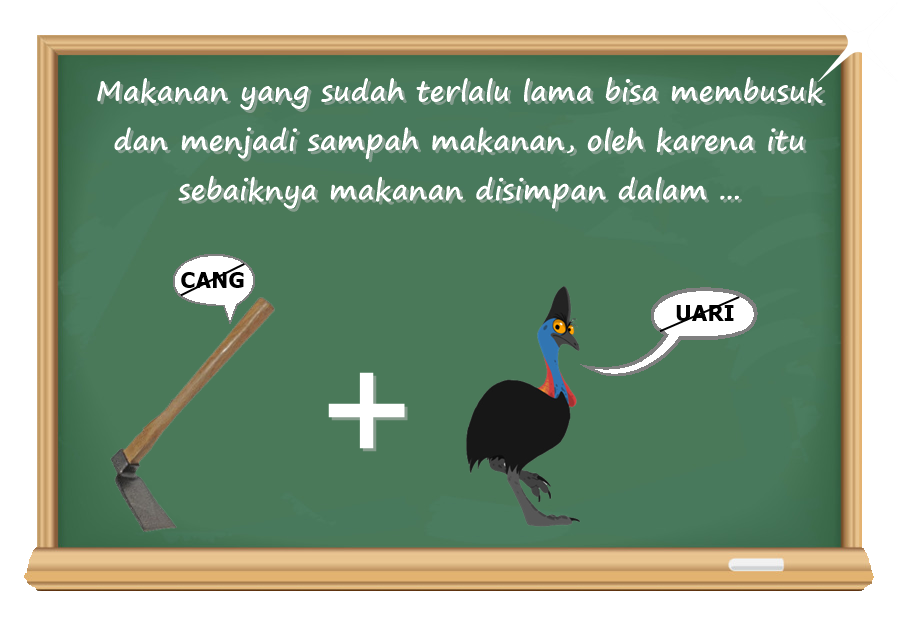 Makanan yang sudah terlalu lama bisa membusuk
dan menjadi sampah makanan, oleh karena itu
sebaiknya makanan disimpan dalam ...
CANG
UARI